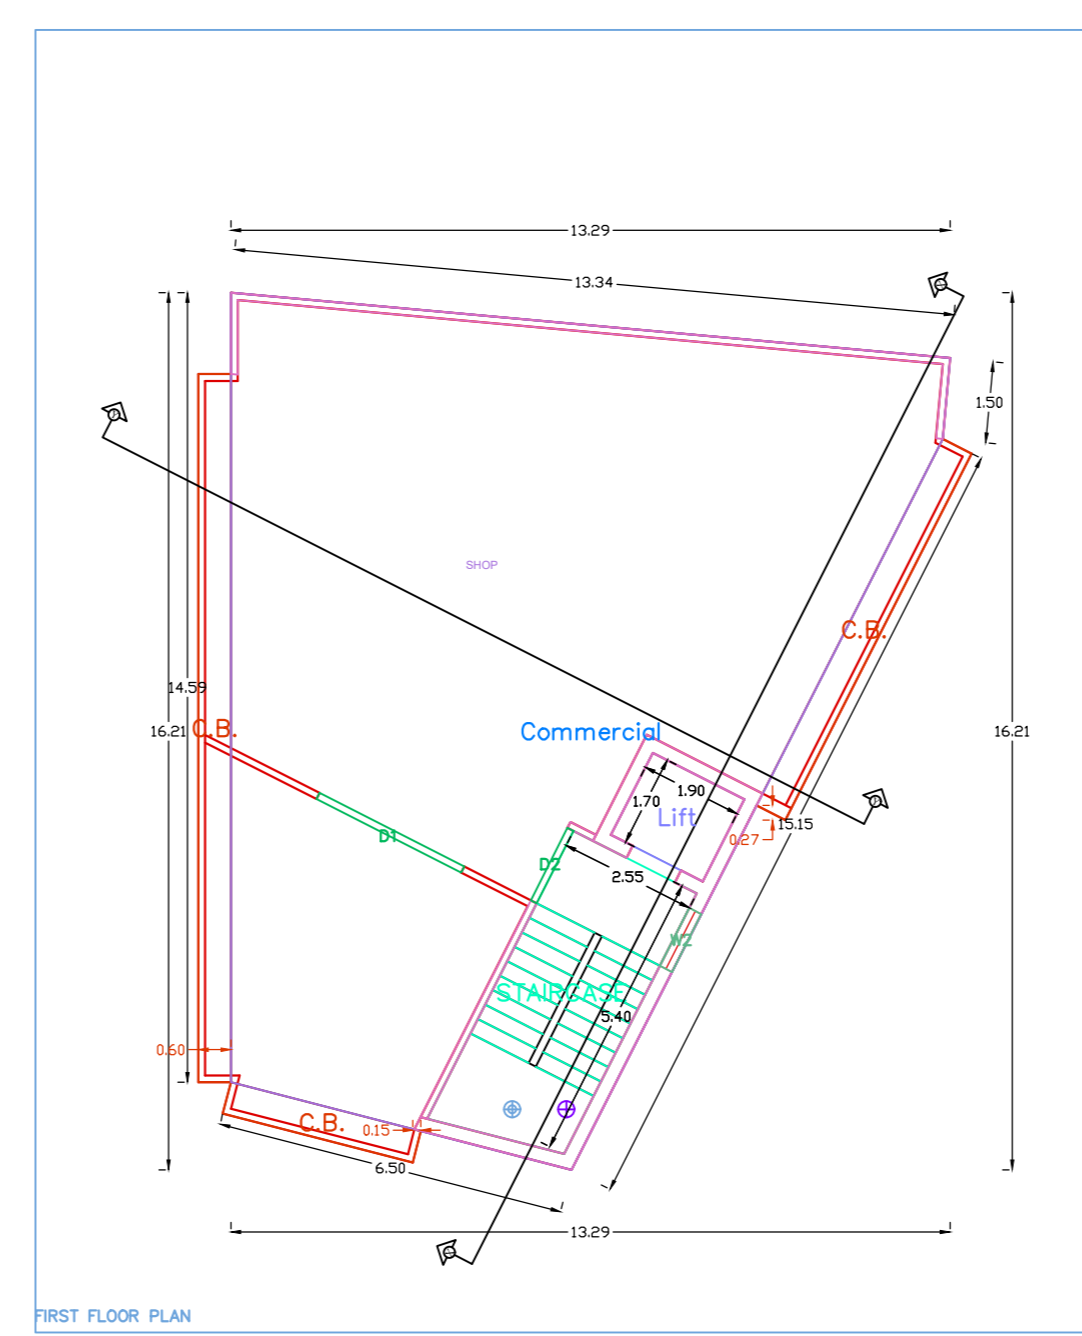 13.29
13.34
1.50
SHOP
C.B.
14.59
C.B.
16.21
Commercial
16.21
1.90
1.70
Lift
15.15
D1
0.27
D2
2.55
W2
STAIRCASE
5.40
0.60
C.B.
0.15
6.50
13.29
FIRST FLOOR PLAN